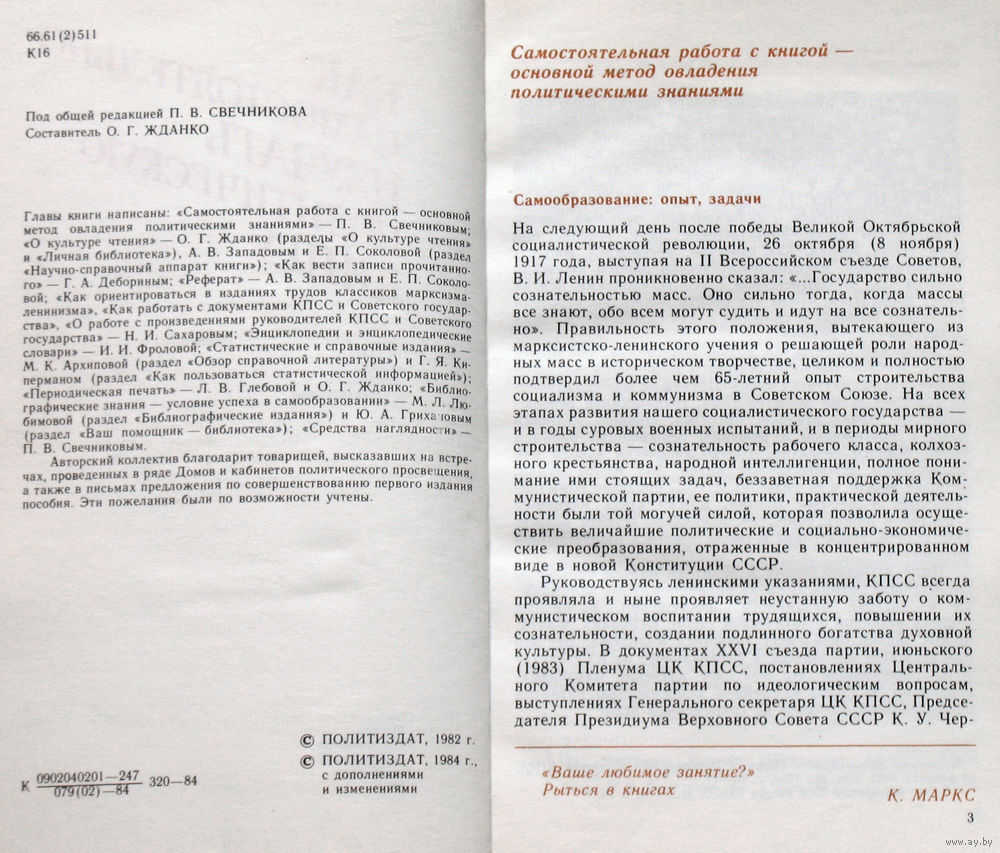 66.61(2)511
К16
Под общей редакцией П. В. СВЕЧНИКОВА
Составитель О. Г. ЖДАНКО
Главы книги написаны: «Самостоятельная работа с книгой — основной
метод овладения политическими знаниями» — П. В. Свечниковым;
«О культуре чтения» — О. Г. Жданко (разделы «О культуре чтения»
и «Личная библиотека»), А. В. Западовым и Е. П. Соколовой (раздел
«Научно-справочный аппарат книги»); «Как вести записи прочитанно-
го» — Г. А. Дебориным; «Реферат» — А. В. Западовым и Е. П. Соколо-
вой; «Как ориентироваться в изданиях трудов классиков марксизма-
ленинизма», «Как работать с документами КПСС и Советского государ-
ства», «О работе с произведениями руководителей КПСС и Советского
государства» — Н. И. Сахаровым; «Энциклопедии и энциклопедические
словари» — И. И. Фроловой; «Статистические и справочные издания» —
М. К. Архиповой (раздел «Обзор справочной литературы») и Г. Я. Ки-
перманом (раздел «Как пользоваться статистической информацией»);
«Периодическая печать» — Л. В. Глебовой и О. Г. Жданко; «Библио-
графические знания — условие успеха в самообразовании» — М. Л. Лю-
бимовой (раздел «Библиографические издания») и Ю. А. Грихановым
(раздел «Ваш помощник — библиотека»); «Средства наглядности» —
П. В. Свечниковым.
Авторский коллектив благодарит товарищей, высказавших на встре-
чах, проведенных в ряде Домов и кабинетов политического просвещения,
а также в письмах предложения по совершенствованию первого издания
пособия. Эти пожелания были по возможности учтены.
© ПОЛИТИЗДАТ, 1982 г.
© ПОЛИТИЗДАТ, 1984 г.,
с дополнениями
и изменениями
К 0902040201—247 320—84
079(02)—84
Самостоятельная работа с книгой —
основной метод овладения
политическими знаниями
Самообразование: опыт, задачи
На следующий день после победы Великой Октябрьской
социалистической революции, 26 октября (8 ноября)
1917 года, выступая на II Всероссийском съезде Советов,
В. И. Ленин проникновенно сказал: «...Государство сильно
сознательностью масс. Оно сильно тогда, когда массы
все знают, обо всем могут судить и идут на все сознатель-
но». Правильность этого положения, вытекающего из
марксистско-ленинского учения о решающей роли народ-
ных масс в историческом творчестве, целиком и полностью
подтвердил более чем 65-летний опыт строительства
социализма и коммунизма в Советском Союзе. На всех
этапах развития нашего социалистического государства —
и в годы суровых военных испытаний, и в периоды мирного
строительства — сознательность рабочего класса, колхоз-
ного крестьянства, народной интеллигенции, полное пони-
мание ими стоящих задач, беззаветная поддержка Ком-
мунистической партии, ее политики, практической деятель-
ности были той могучей силой, которая позволила осуще-
ствить величайшие политические и социально-экономиче-
ские преобразования, отраженные в концентрированном
виде в новой Конституции СССР.
Руководствуясь ленинскими указаниями, КПСС всегда
проявляла и ныне проявляет неустанную заботу о ком-
мунистическом воспитании трудящихся, повышении их
сознательности, создании подлинного богатства духовной
культуры. В документах XXVI съезда партии, июньского
(1983) Пленума ЦК КПСС, постановлениях Централь-
ного Комитета партии по идеологическим вопросам,
выступлениях Генерального секретаря ЦК КПСС, Предсе-
дателя Президиума Верховного Совета СССР К. У. Чер-
«Ваше любимое занятие?»
Рыться в книгах
К. МАРКС
3
www.ay.by